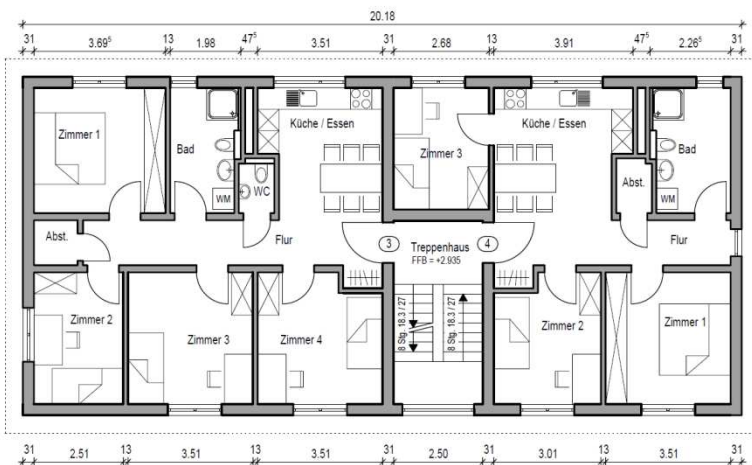 20.18
31 3.69⁵ 13 1.98 47⁵ 3.51 31 2.68 13 3.91 47⁵ 2.26⁵ 31
Küche / Essen Küche / Essen
Zimmer 1 Bad Zimmer 3 Bad
WM WC Abst. WM
Abst. Flur 3 Treppenhaus 4 Flur
FFB = +2.935
Zimmer 2 Zimmer 3 Zimmer 4 8 Stg. 18.3 / 27 8 Stg. 18.3 / 27 Zimmer 2 Zimmer 1
31 2.51 13 3.51 13 3.51 31 2.50 31 3.01 13 3.51 31